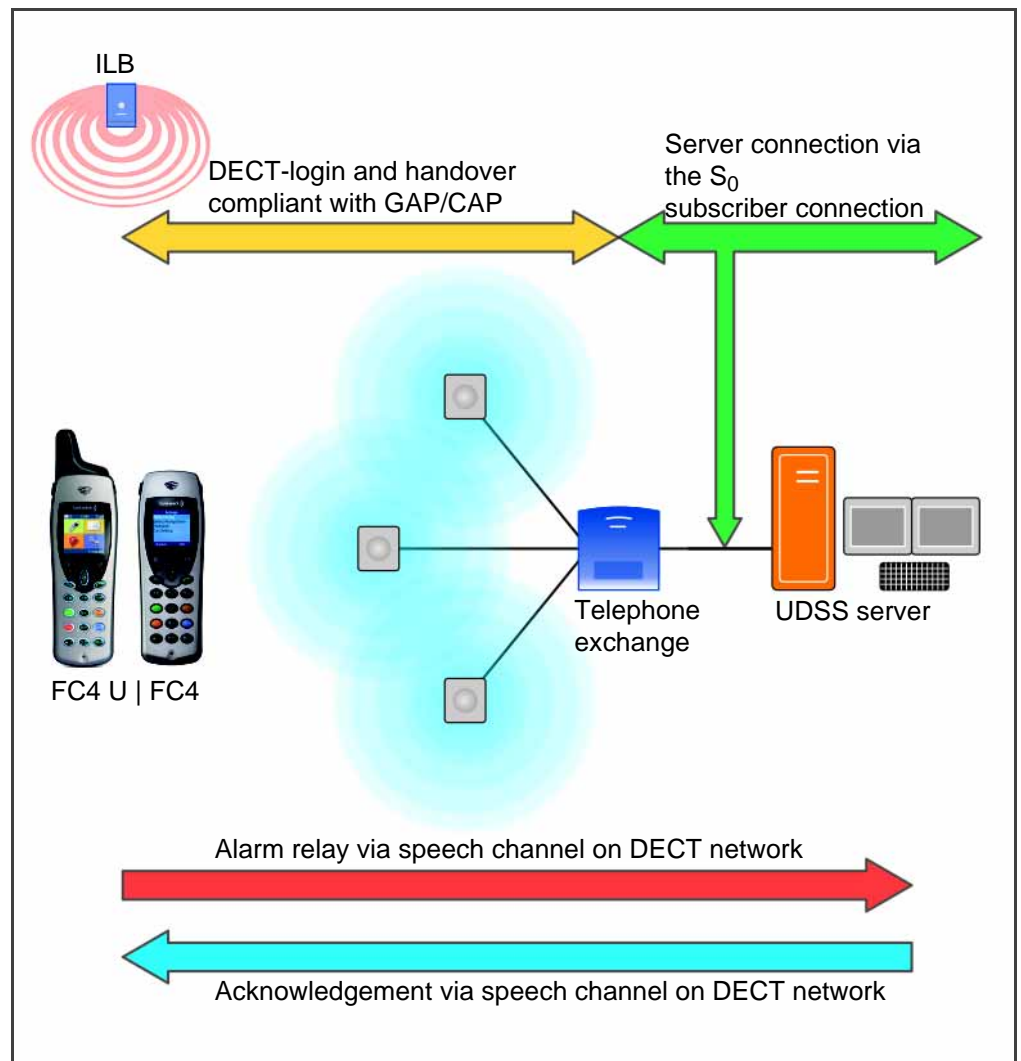 ILB
DECT-login and handover
compliant with GAP/CAP
Server connection via
the S0
subscriber connection
Telephone
exchange
UDSS server
FC4 U | FC4
Alarm relay via speech channel on DECT network
Acknowledgement via speech channel on DECT network